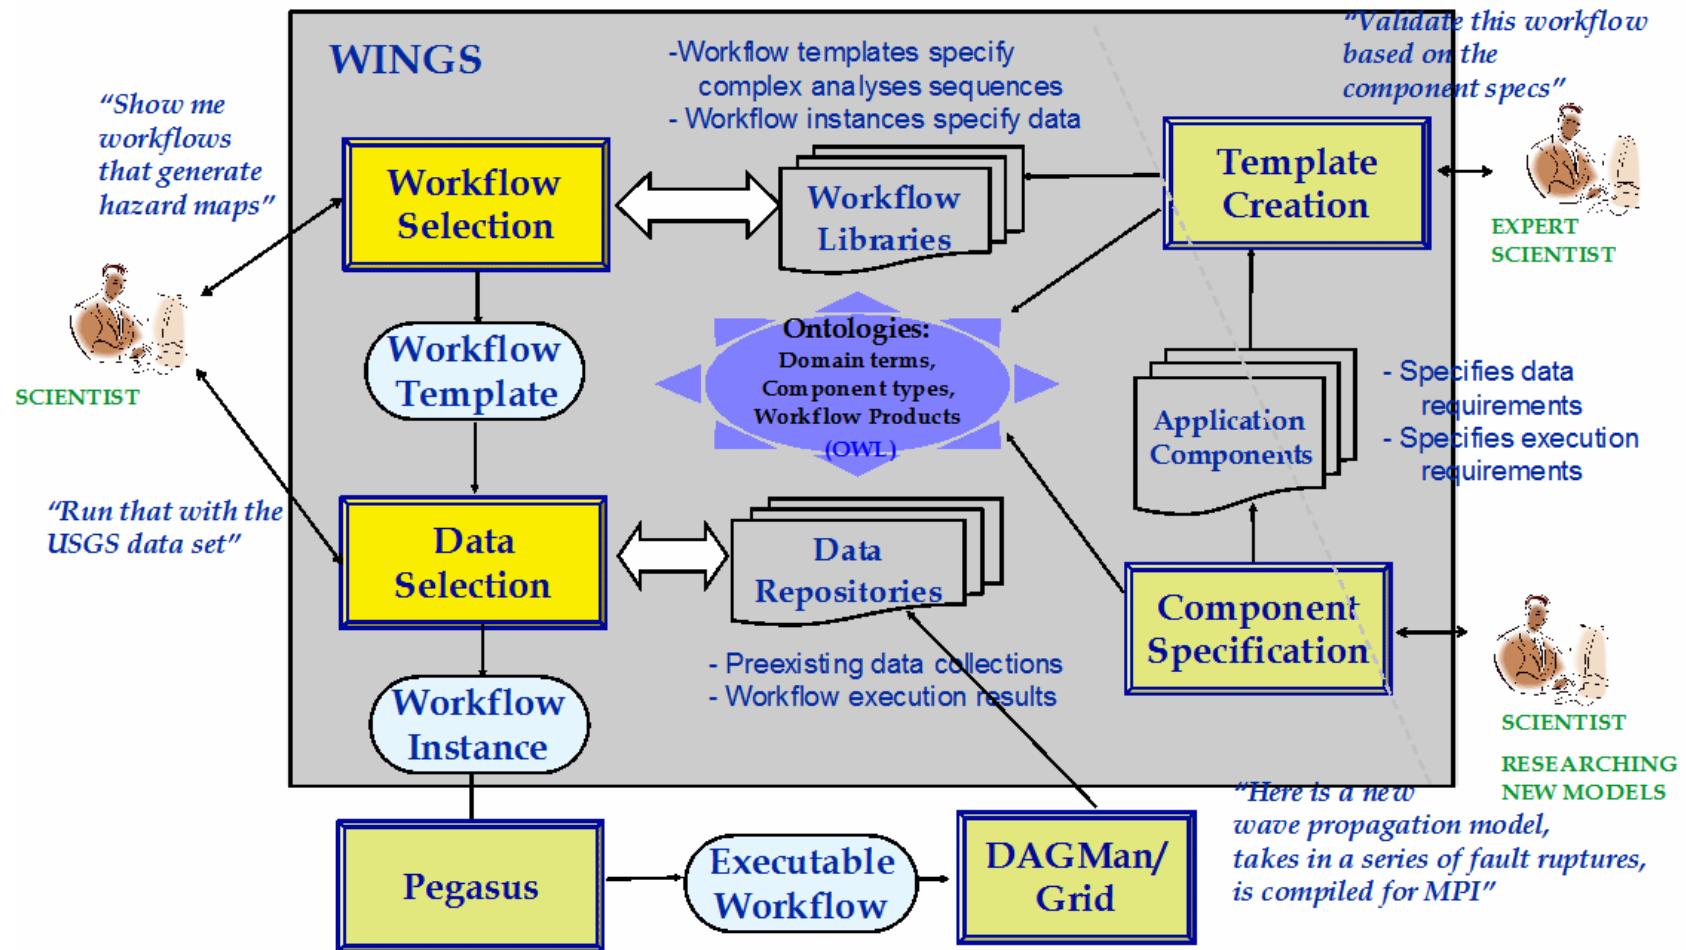 WINGS
-Workflow templates specify
complex analyses sequences
- Workflow instances specify data
“Validate this workflow
based on the
component specs”
“Show me
workflows
that generate
hazard maps”
Workflow
Selection
Workflow
Libraries
Template
Creation
EXPERT
SCIENTIST
SCIENTIST
Workflow
Template
Ontologies:
Domain terms,
Component types,
Workflow Products
(OWL)
Application
Components
- Specifies data
requirements
- Specifies execution
requirements
“Run that with the
USGS data set”
Data
Selection
Data
Repositories
- Preexisting data collections
- Workflow execution results
Component
Specification
SCIENTIST
RESEARCHING
NEW MODELS
Workflow
Instance
“Here is a new
wave propagation model,
takes in a series of fault ruptures,
is compiled for MPI”
Pegasus
Executable
Workflow
DAGMan/
Grid